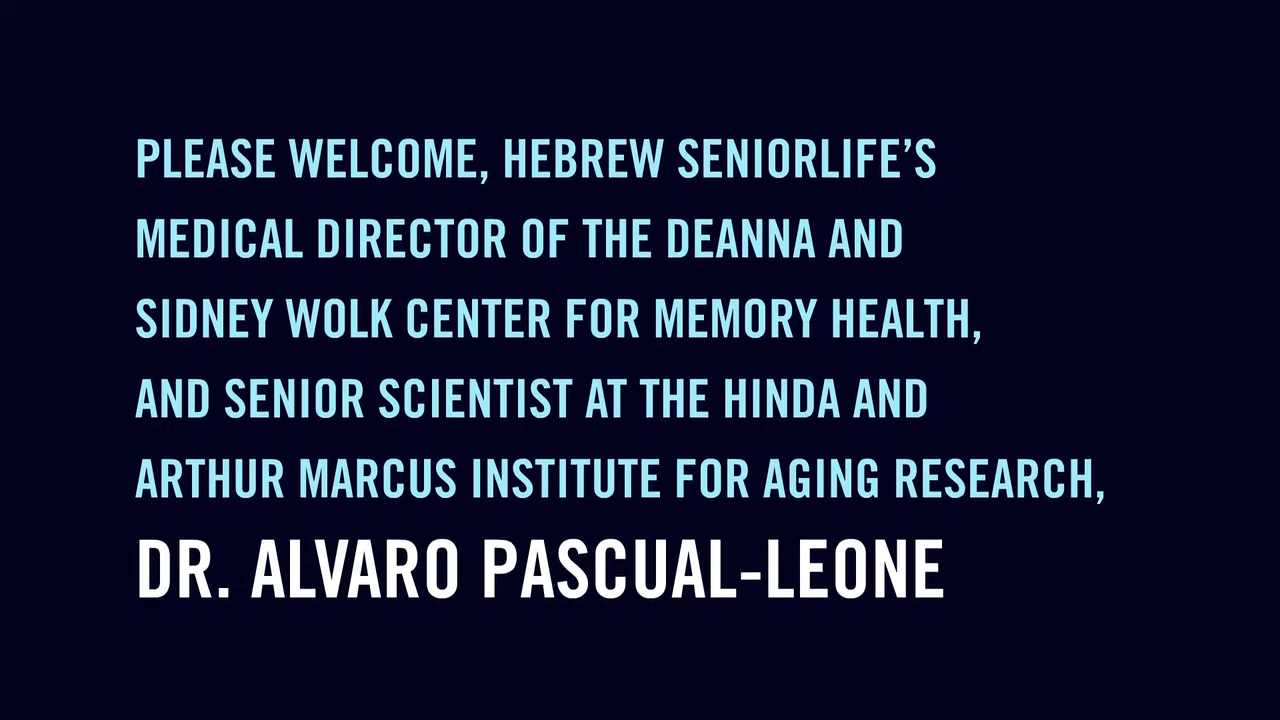 PLEASE WELCOME, HEBREW SENIORLIFE’S
MEDICAL DIRECTOR OF THE DEANNA AND
SIDNEY WOLK CENTER FOR MEMORY HEALTH,
AND SENIOR SCIENTIST AT THE HINDA AND
ARTHUR MARCUS INSTITUTE FOR AGING RESEARCH,
DR. ALVARO PASCUAL-LEONE